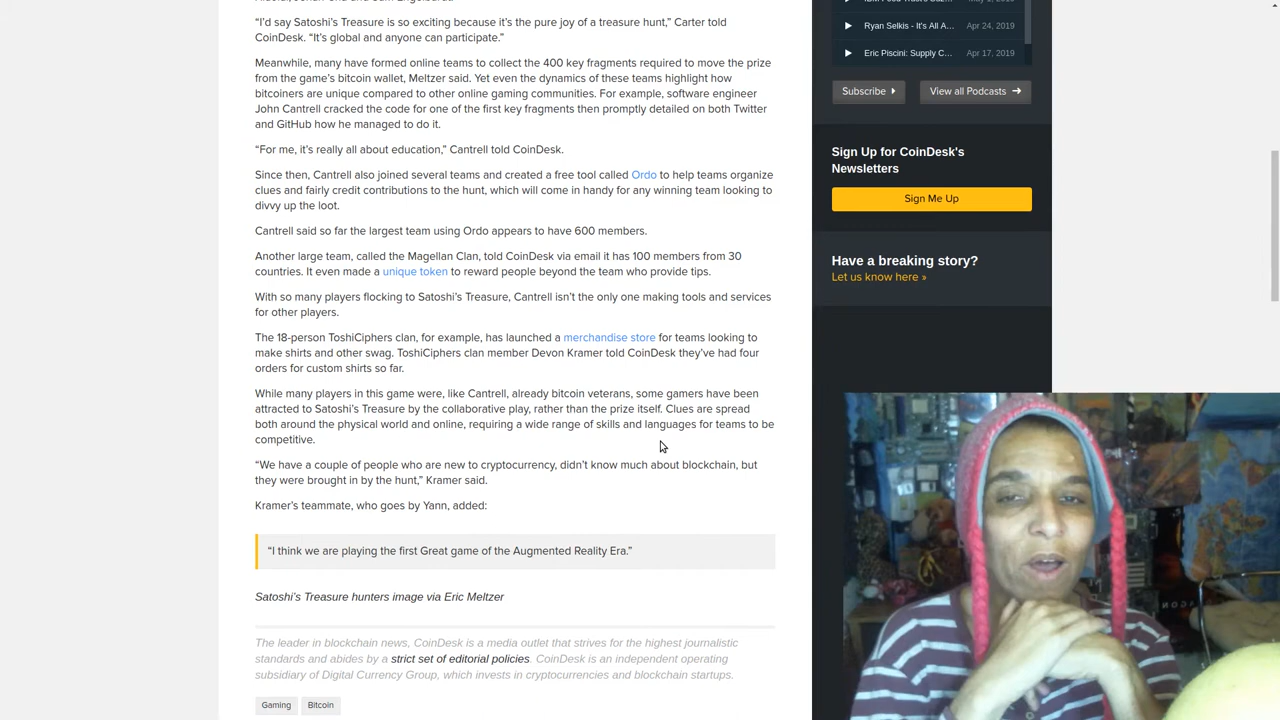 “I’d say Satoshi’s Treasure is so exciting because it’s the pure joy of a treasure hunt,” Carter told
CoinDesk. “It’s global and anyone can participate.”
Meanwhile, many have formed online teams to collect the 400 key fragments required to move the prize
from the game’s bitcoin wallet, Meltzer said. Yet even the dynamics of these teams highlight how
bitcoiners are unique compared to other online gaming communities. For example, software engineer
John Cantrell cracked the code for one of the first key fragments then promptly detailed on both Twitter
and GitHub how he managed to do it.
“For me, it’s really all about education,” Cantrell told CoinDesk.
Since then, Cantrell also joined several teams and created a free tool called Ordo to help teams organize
clues and fairly credit contributions to the hunt, which will come in handy for any winning team looking to
divvy up the loot.
Cantrell said so far the largest team using Ordo appears to have 600 members.
Another large team, called the Magellan Clan, told CoinDesk via email it has 100 members from 30
countries. It even made a unique token to reward people beyond the team who provide tips.
With so many players flocking to Satoshi’s Treasure, Cantrell isn’t the only one making tools and services
for other players.
The 18-person ToshiCiphers clan, for example, has launched a merchandise store for teams looking to
make shirts and other swag. ToshiCiphers clan member Devon Kramer told CoinDesk they’ve had four
orders for custom shirts so far.
While many players in this game were, like Cantrell, already bitcoin veterans, some gamers have been
attracted to Satoshi’s Treasure by the collaborative play, rather than the prize itself. Clues are spread
both around the physical world and online, requiring a wide range of skills and languages for teams to be
competitive.
“We have a couple of people who are new to cryptocurrency, didn’t know much about blockchain, but
they were brought in by the hunt,” Kramer said.
Kramer’s teammate, who goes by Yann, added:
“I think we are playing the first Great game of the Augmented Reality Era.”
Satoshi’s Treasure hunters image via Eric Meltzer
The leader in blockchain news, CoinDesk is a media outlet that strives for the highest journalistic
standards and abides by a strict set of editorial policies. CoinDesk is an independent operating
subsidiary of Digital Currency Group, which invests in cryptocurrencies and blockchain startups.
Gaming
Bitcoin
Ryan Selkis - It's All A... Apr 24, 2019
Eric Piscini: Supply C... Apr 17, 2019
Subscribe
View all Podcasts
Sign Up for CoinDesk's
Newsletters
Sign Me Up
Have a breaking story?
Let us know here »